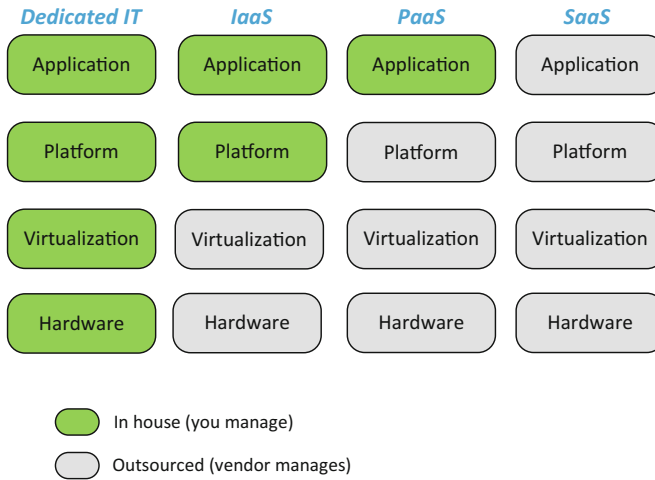 Dedicated IT IaaS PaaS SaaS
Application Application Application Application
Platform Platform Platform Platform
Virtualization Virtualization Virtualization Virtualization
Hardware Hardware Hardware Hardware
In house (you manage)
Outsourced (vendor manages)